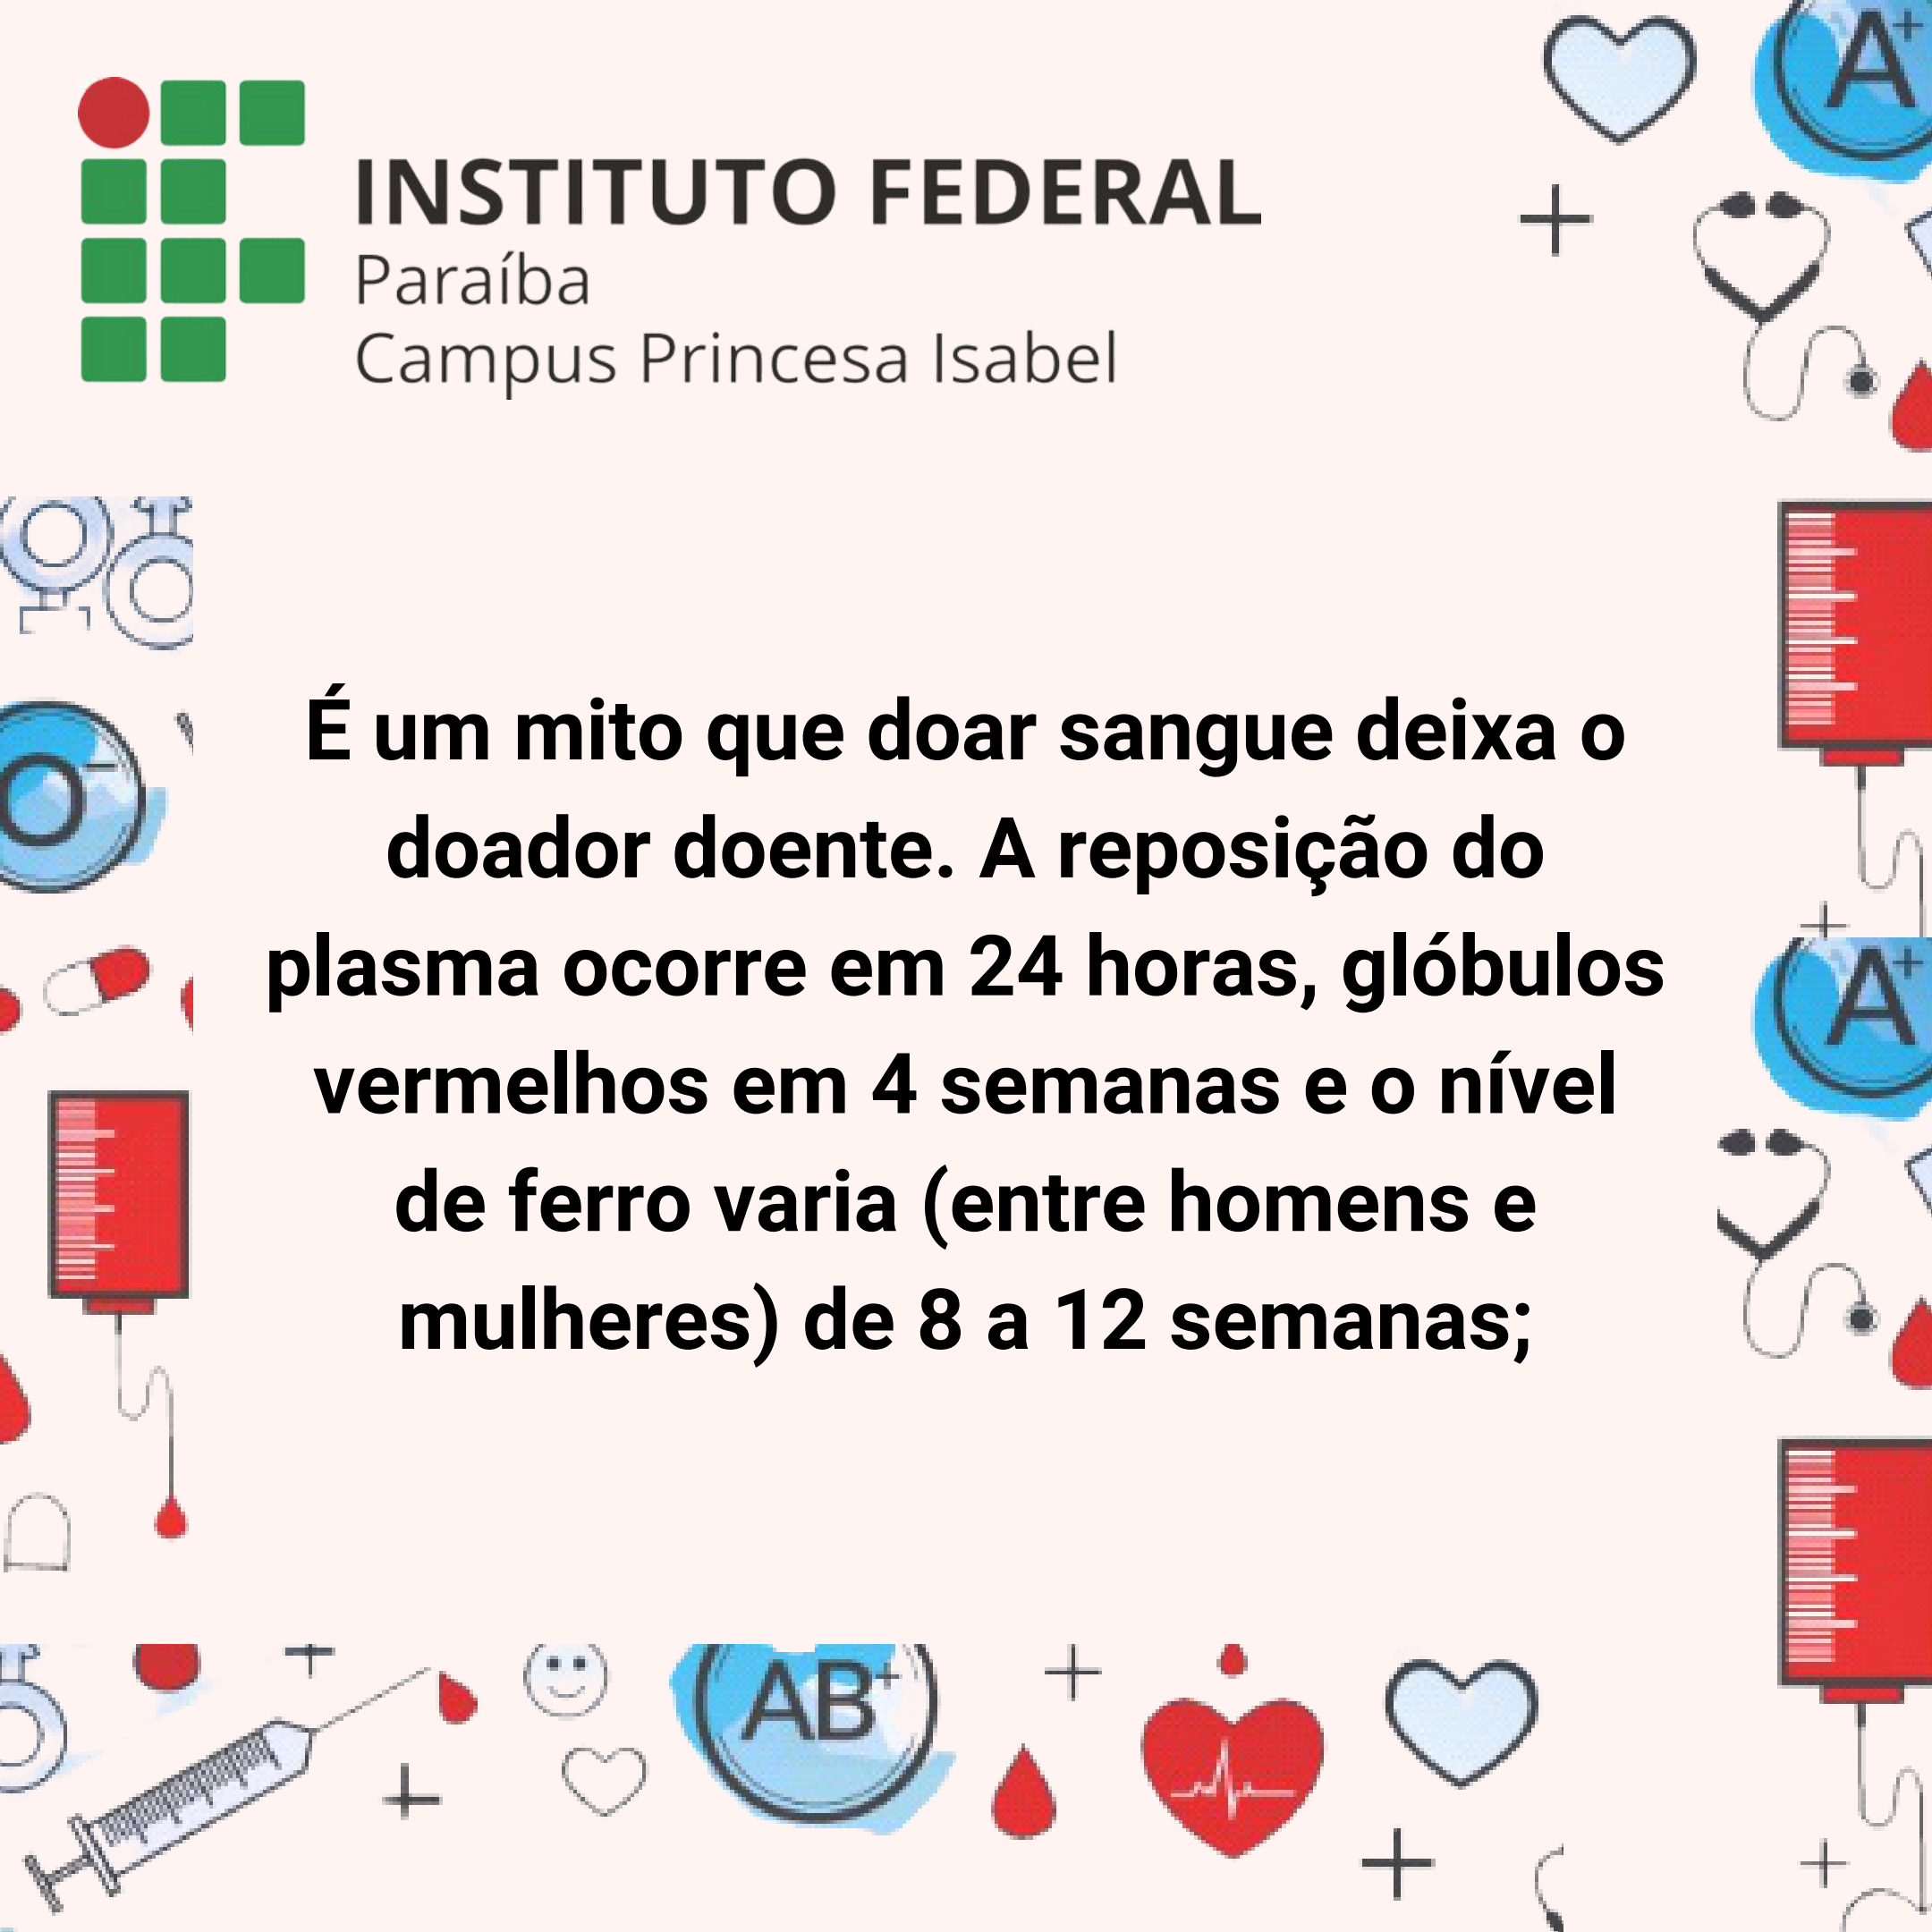 INSTITUTO FEDERAL
Paraíba
Campus Princesa Isabel
A+
É um mito que doar sangue deixa o
doador doente. A reposição do
plasma ocorre em 24 horas, glóbulos
vermelhos em 4 semanas e o nível
de ferro varia (entre homens e
mulheres) de 8 a 12 semanas;
O-
A+
AB+